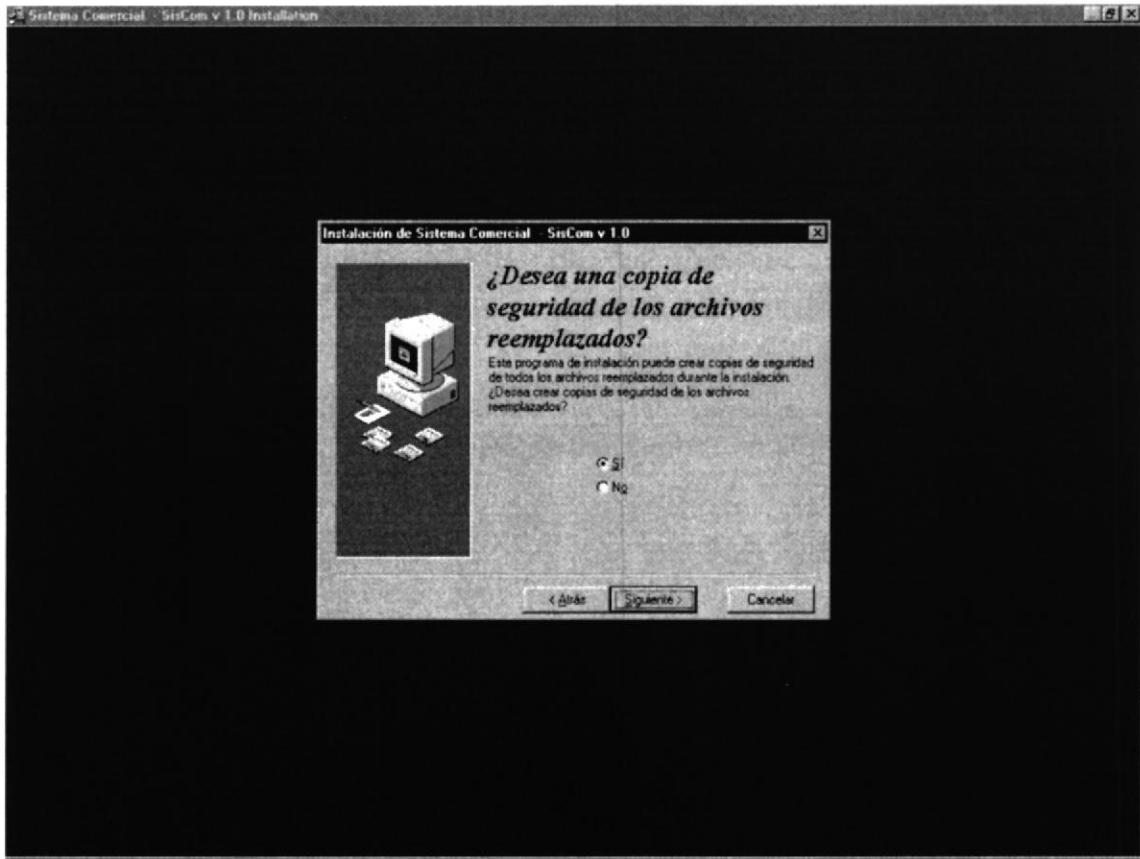 Sistema Comercial - SisCom v 1.0 Installation
Instalación de Sistema Comercial - SisCom v 1.0
¿Desea una copia de
seguridad de los archivos
reemplazados?
Este programa de instalación puede crear copias de seguridad
de todos los archivos reemplazados durante la instalación.
¿Desea crear copias de seguridad de los archivos
reemplazados?
Sí
No
< Atrás
Siguiente >
Cancelar